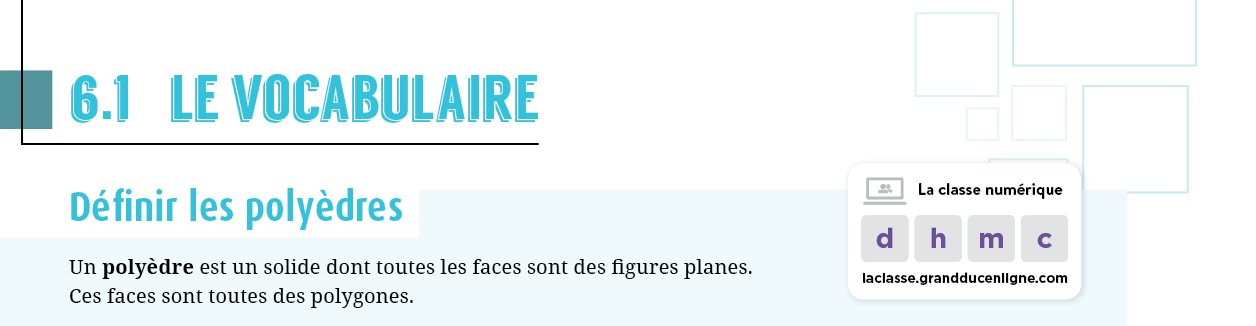 6.1 LE VOCABULAIRE
Définir les polyèdres
Un polyèdre est un solide dont toutes les faces sont des figures planes.
Ces faces sont toutes des polygones.
La classe numérique
d h m c
laclasse.grandducenligne.com